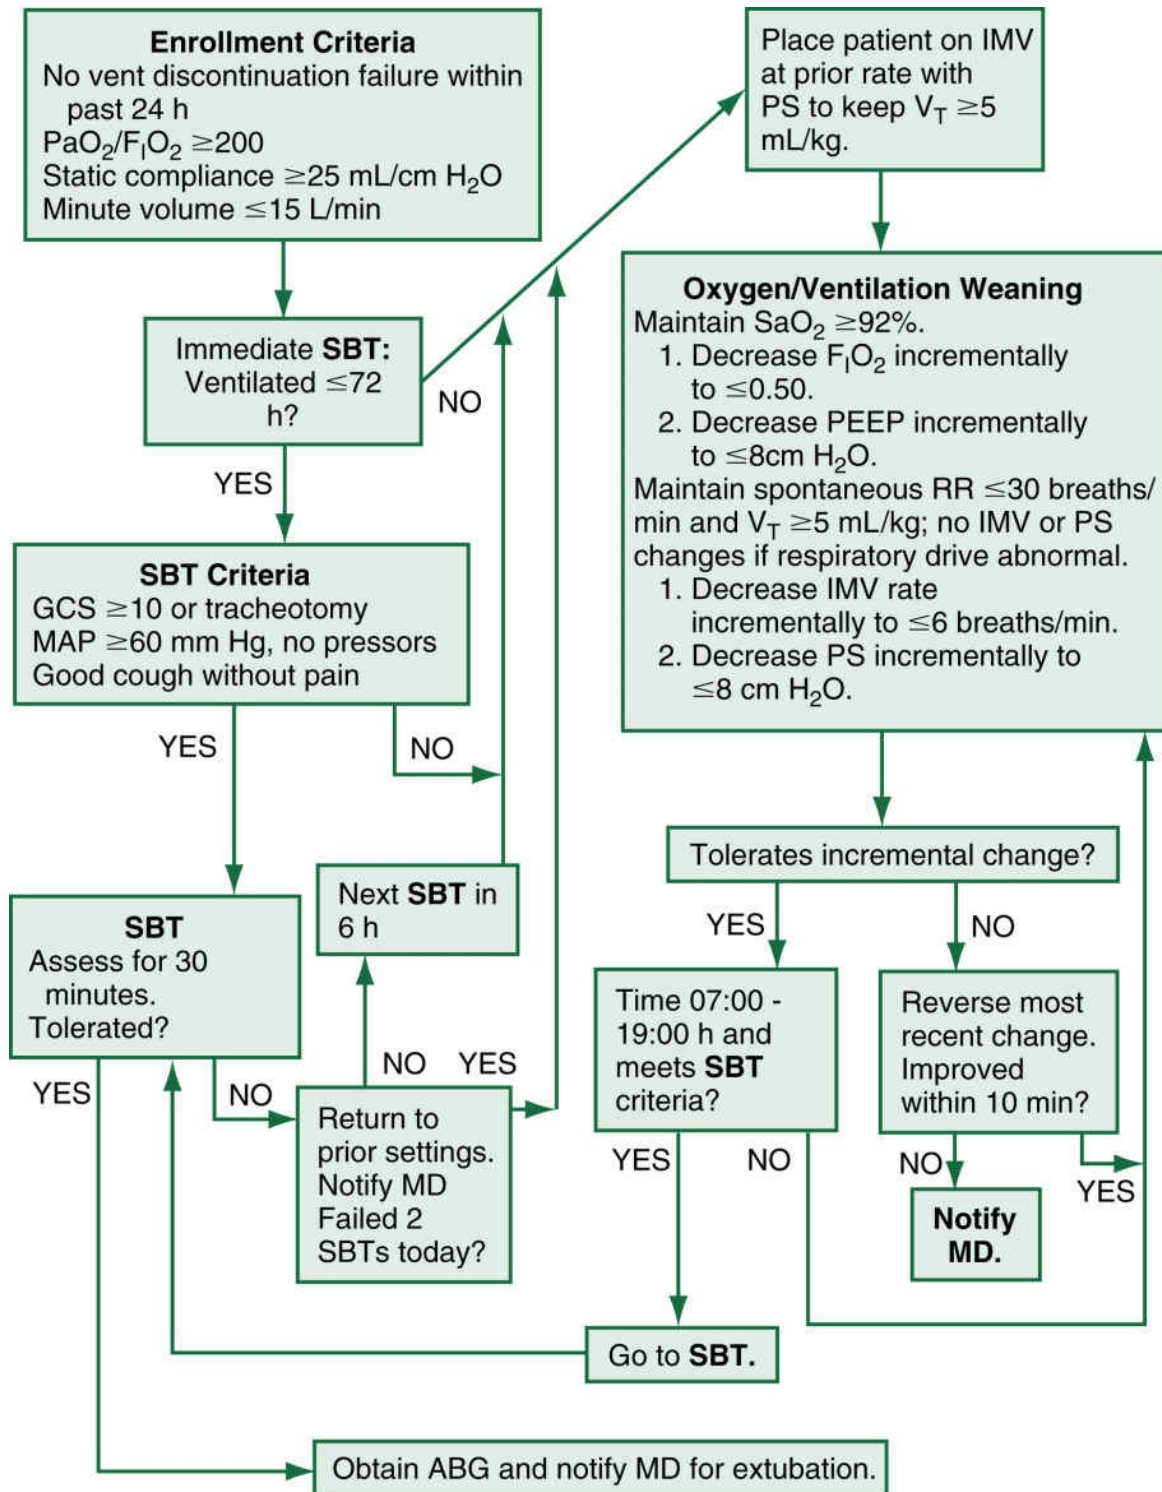 Enrollment Criteria
No vent discontinuation failure within
past 24 h
PaO₂/FᵢO₂ ≥200
Static compliance ≥25 mL/cm H₂O
Minute volume ≤15 L/min
Immediate SBT:
Ventilated ≤72
h?
NO
YES
SBT Criteria
GCS ≥10 or tracheotomy
MAP ≥60 mm Hg, no pressors
Good cough without pain
YES
NO
SBT
Assess for 30
minutes.
Tolerated?
Next SBT in
6 h
YES
NO
NO
YES
Return to
prior settings.
Notify MD
Failed 2
SBTs today?
Place patient on IMV
at prior rate with
PS to keep V_T ≥5
mL/kg.
Oxygen/Ventilation Weaning
Maintain SaO₂ ≥92%.
1. Decrease FᵢO₂ incrementally
to ≤0.50.
2. Decrease PEEP incrementally
to ≤8cm H₂O.
Maintain spontaneous RR ≤30 breaths/
min and V_T ≥5 mL/kg; no IMV or PS
changes if respiratory drive abnormal.
1. Decrease IMV rate
incrementally to ≤6 breaths/min.
2. Decrease PS incrementally to
≤8 cm H₂O.
Tolerates incremental change?
YES
NO
Time 07:00 -
19:00 h and
meets SBT
criteria?
Reverse most
recent change.
Improved
within 10 min?
YES
NO
NO
YES
Notify
MD.
Go to SBT.
Obtain ABG and notify MD for extubation.